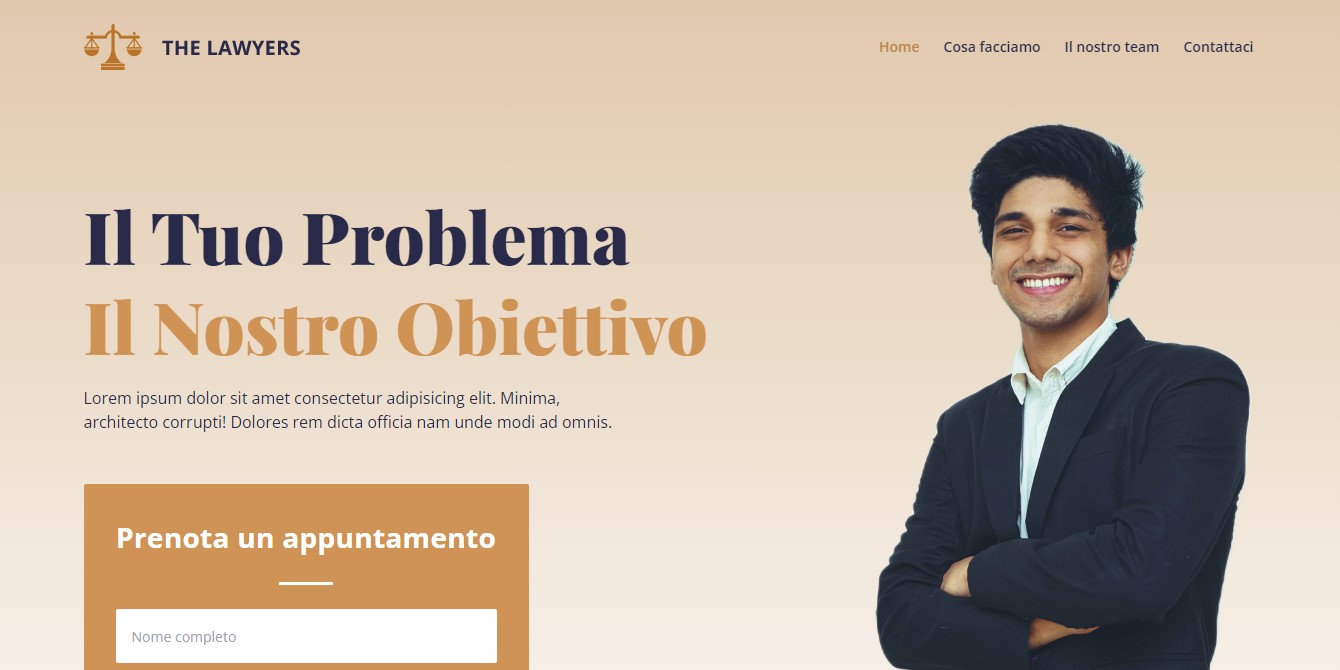 THE LAWYERS
Home Cosa facciamo Il nostro team Contattaci
Il Tuo Problema
Il Nostro Obiettivo
Lorem ipsum dolor sit amet consectetur adipisicing elit. Minima,
architecto corrupti! Dolores rem dicta officia nam unde modi ad omnis.
Prenota un appuntamento
Nome completo